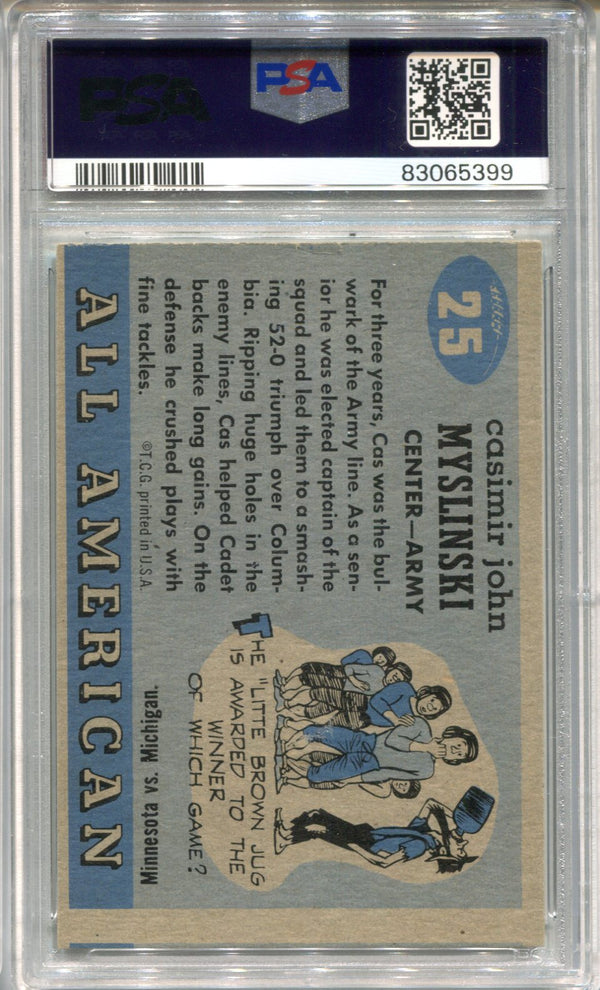 PSA
PSA
83065399
25
casimir john
MYSLINSKI
CENTER—ARMY
For three years, Cas was the bul-
wark of the Army line. As a sen-
ior he was elected captain of the
squad and led them to a smash-
ing 52-0 triumph over Colum-
bia. Ripping huge holes in the
enemy lines, Cas helped Cadet
backs make long gains. On the
defense he crushed plays with
fine tackles.
©T.C.G. printed in U.S.A.
THE "LITTE BROWN JUG
IS AWARDED TO THE
WINNER
OF WHICH GAME?
Minnesota vs. Michigan.
ALL AMERICAN